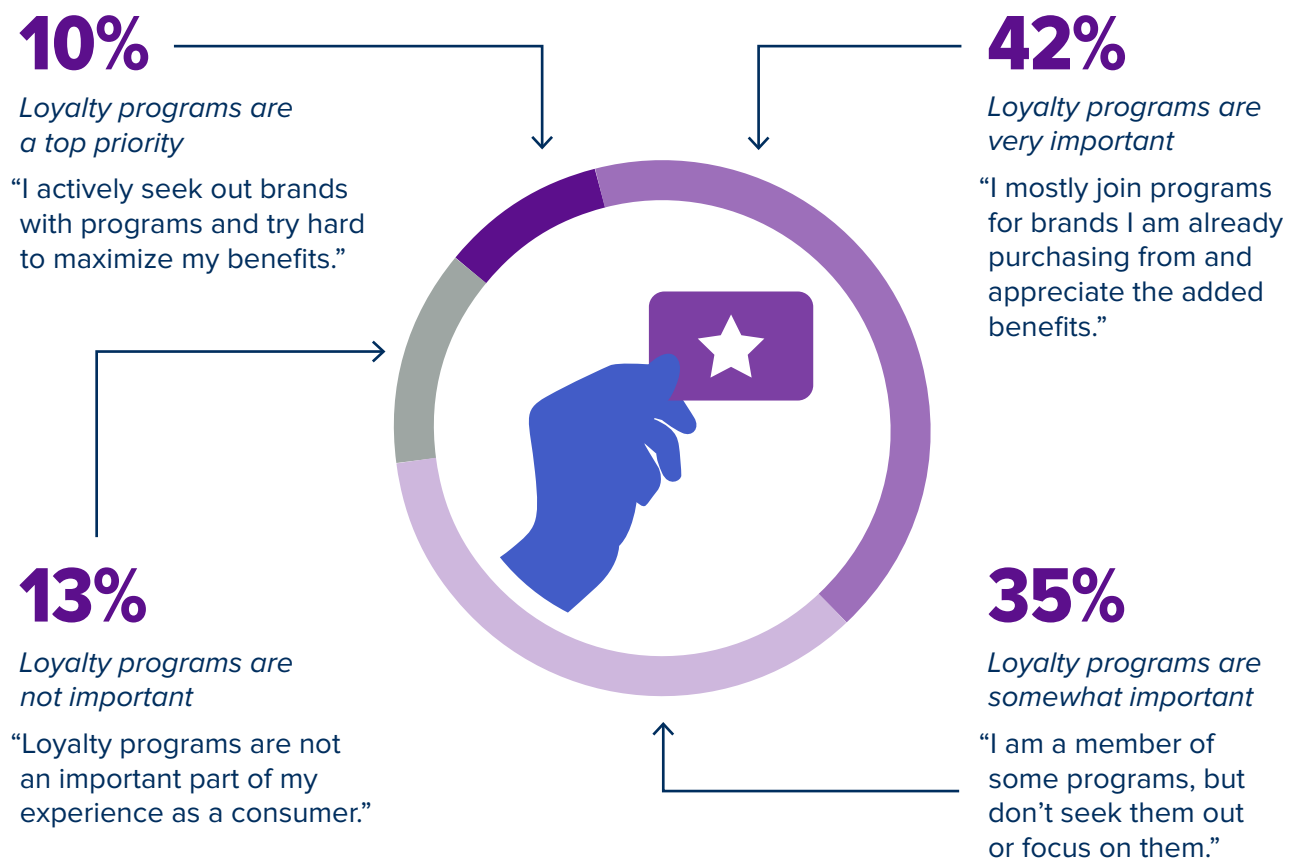 10%
Loyalty programs are
a top priority
“I actively seek out brands
with programs and try hard
to maximize my benefits.”
42%
Loyalty programs are
very important
“I mostly join programs
for brands I am already
purchasing from and
appreciate the added
benefits.”
13%
Loyalty programs are
not important
“Loyalty programs are not
an important part of my
experience as a consumer.”
35%
Loyalty programs are
somewhat important
“I am a member of
some programs, but
don’t seek them out
or focus on them.”